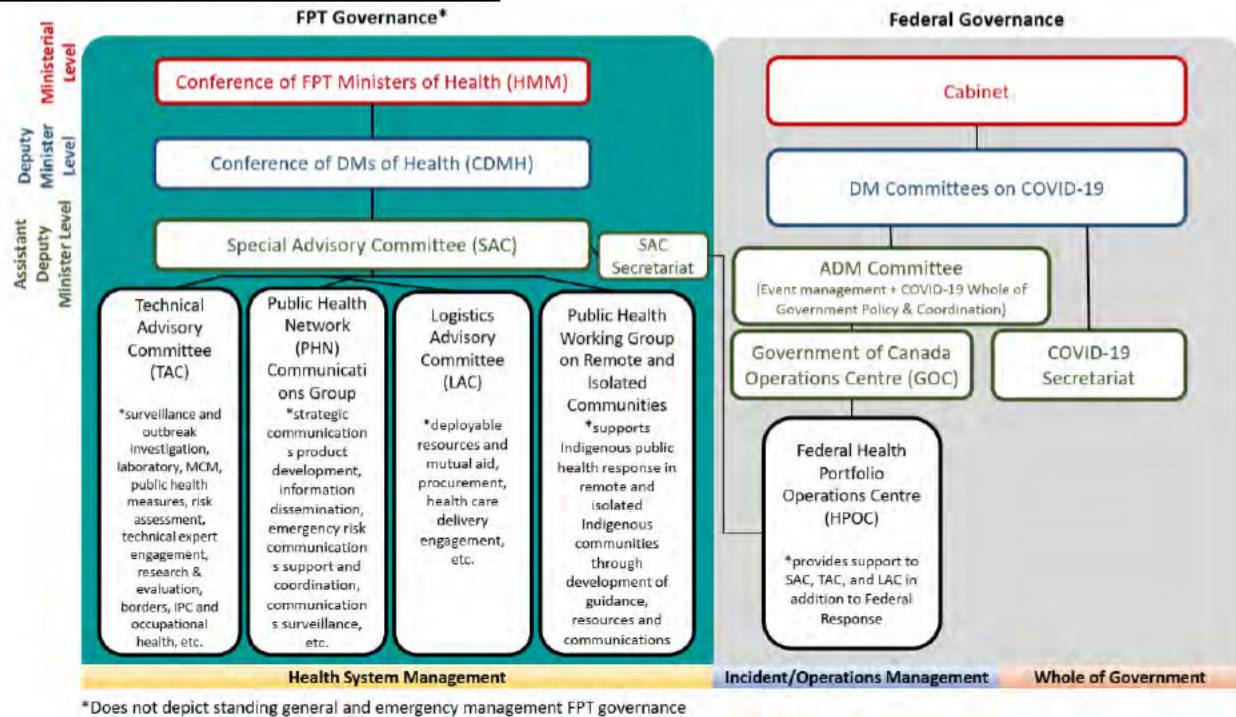 FPT Governance*
Federal Governance
Ministerial
Level
Deputy
Minister
Level
Assistant
Deputy
Minister Level
Conference of FPT Ministers of Health (HMM)
Conference of DMs of Health (CDMH)
Special Advisory Committee (SAC)
SAC
Secretariat
Technical
Advisory
Committee
(TAC)
*surveillance and
outbreak
investigation,
laboratory, MCM,
public health
measures, risk
assessment,
technical expert
engagement,
research &
evaluation,
borders, IPC and
occupational
health, etc.
Public Health
Network
(PHN)
Communicati
ons Group
*strategic
communication
s product
development,
information
dissemination,
emergency risk
communication
s support and
coordination,
communication
s surveillance,
etc.
Logistics
Advisory
Committee
(LAC)
*deployable
resources and
mutual aid,
procurement,
health care
delivery
engagement,
etc.
Public Health
Working Group
on Remote and
Isolated
Communities
*supports
Indigenous public
health response in
remote and
isolated
Indigenous
communities
through
development of
guidance,
resources and
communications
Cabinet
DM Committees on COVID-19
ADM Committee
(Event management + COVID-19 Whole of
Government Policy & Coordination)
Government of Canada
Operations Centre (GOC)
COVID-19
Secretariat
Federal Health
Portfolio
Operations Centre
(HPOC)
*provides support to
SAC, TAC, and LAC in
addition to Federal
Response
Health System Management
Incident/Operations Management
Whole of Government
*Does not depict standing general and emergency management FPT governance